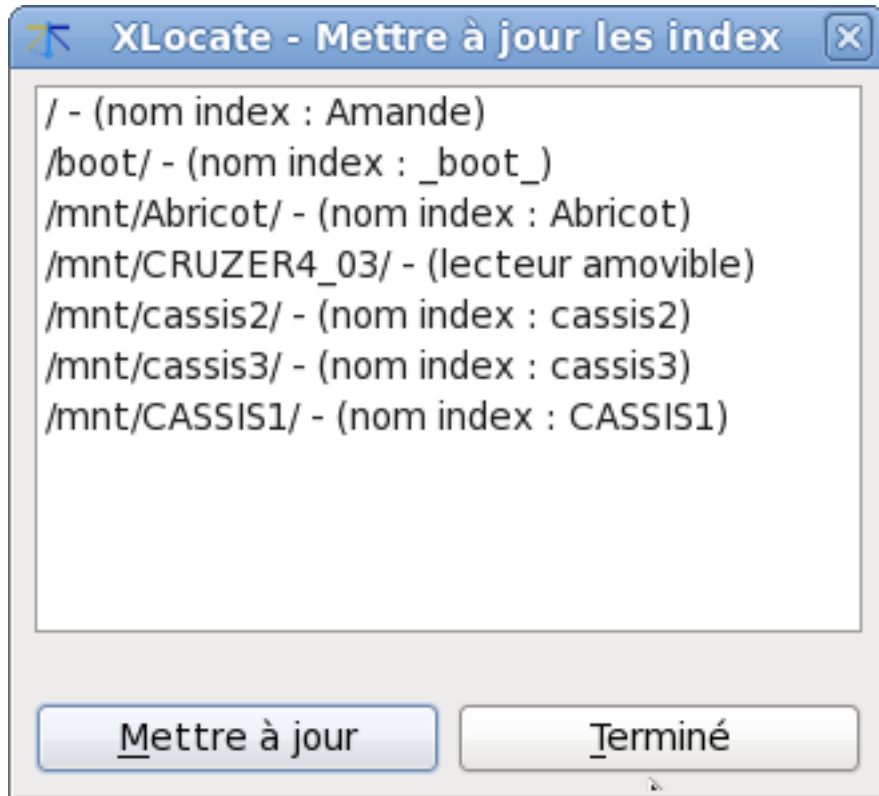 XLocate - Mettre à jour les index
/ - (nom index : Amande)
/boot/ - (nom index : _boot_)
/mnt/Abricot/ - (nom index : Abricot)
/mnt/CRUZER4_03/ - (lecteur amovible)
/mnt/cassis2/ - (nom index : cassis2)
/mnt/cassis3/ - (nom index : cassis3)
/mnt/CASSIS1/ - (nom index : CASSIS1)
Mettre à jour
Terminé